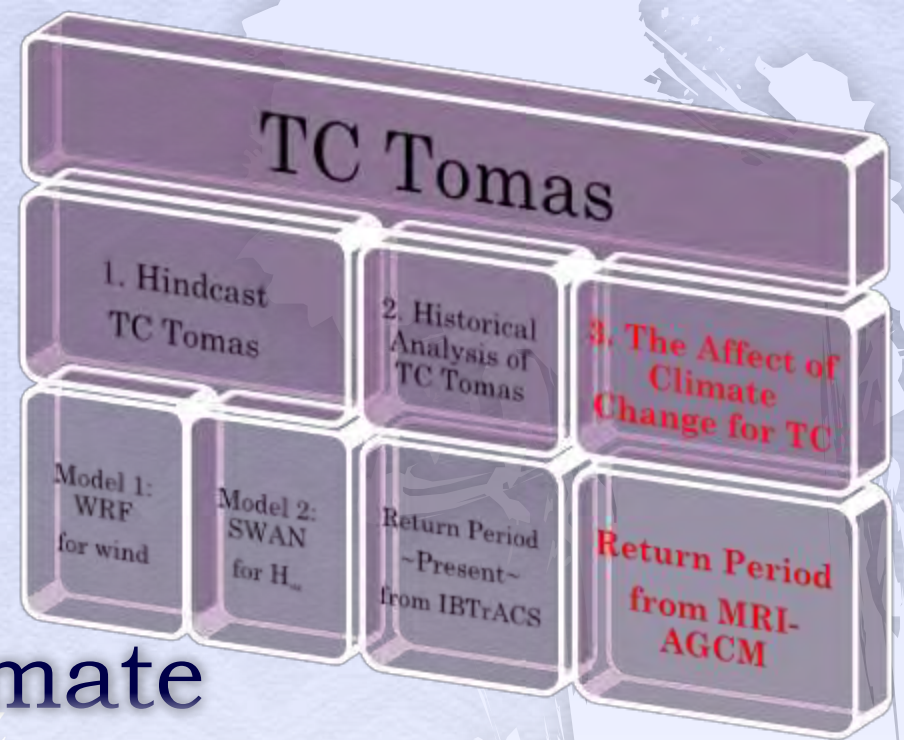 TC Tomas
1. Hindcast
TC Tomas
2. Historical
Analysis of
TC Tomas
3. The Affect of
Climate
Change for TC
Model 1:
WRF
for wind
Model 2:
SWAN
for H
Return Period
~Present~
from IBTrACS
Return Period
from MRI-
AGCM
mate